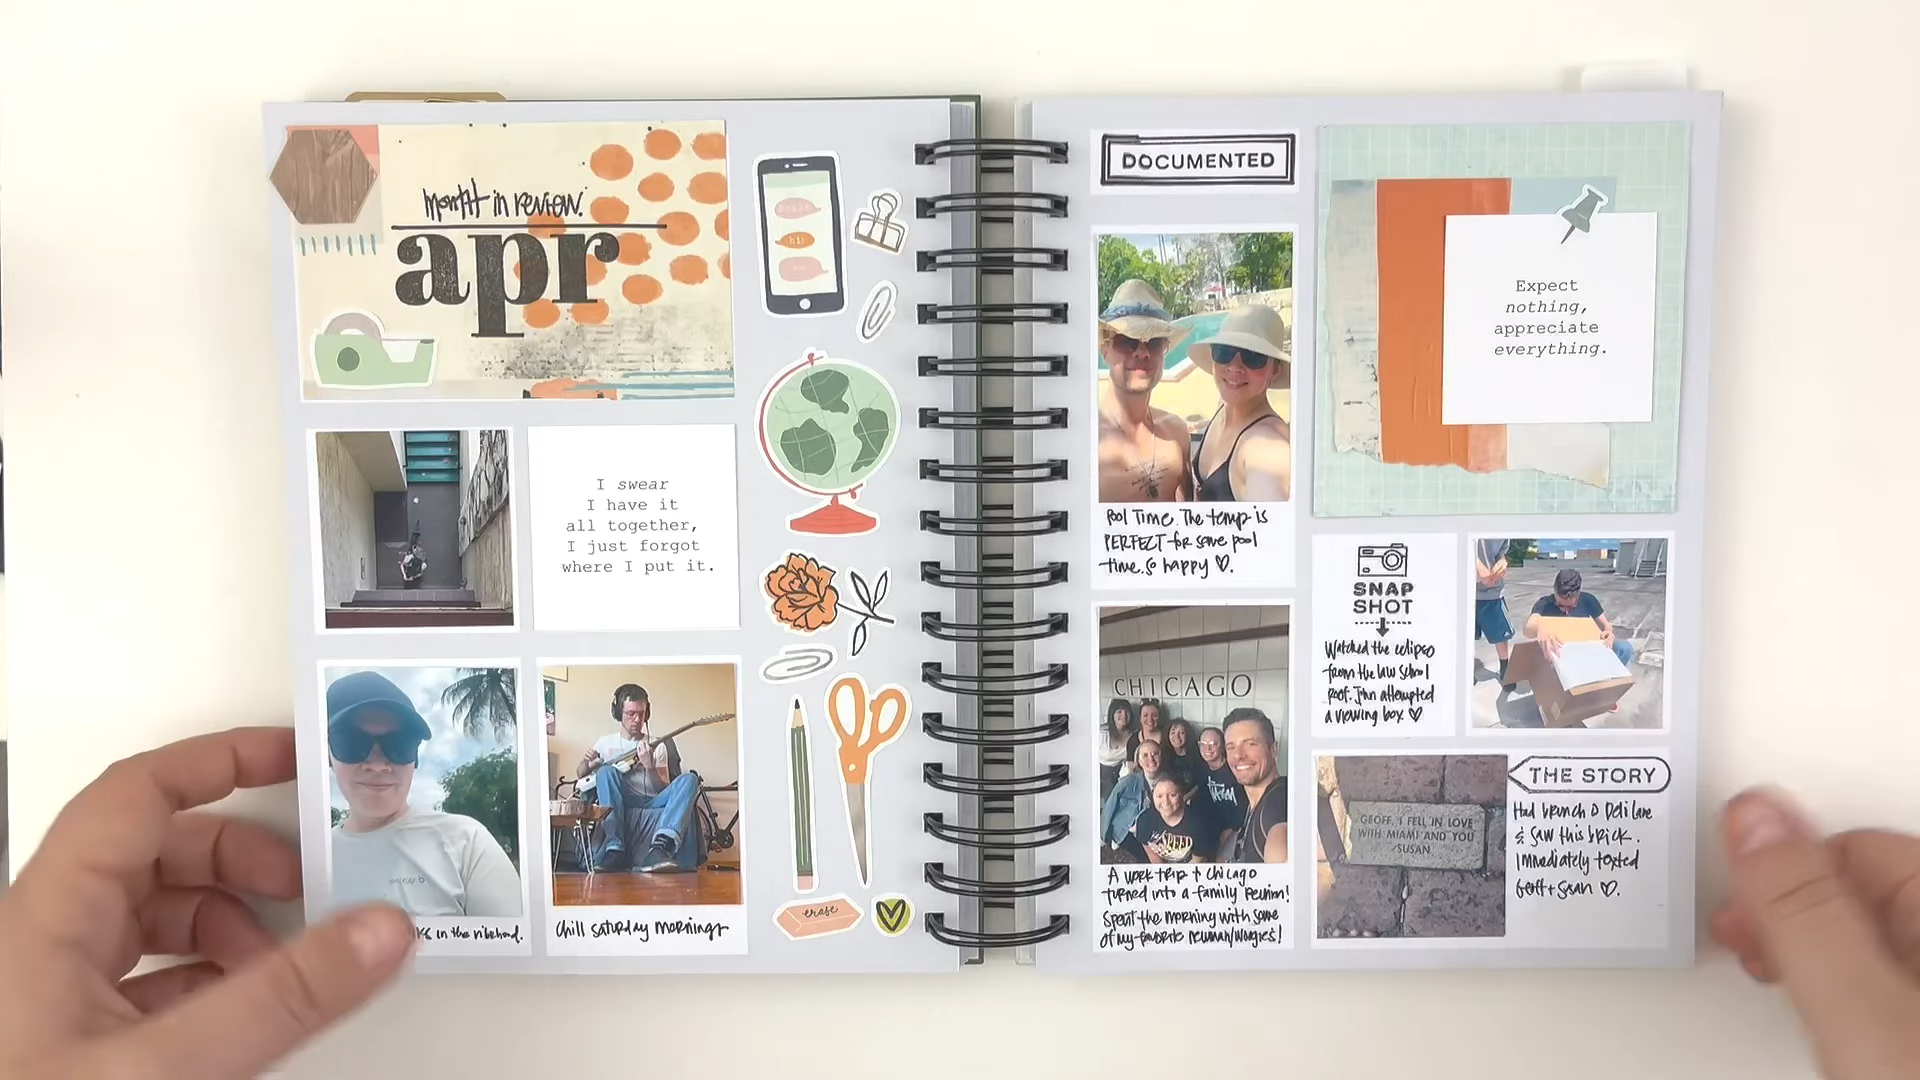 month in review.
apr
hi
I swear
I have it
all together,
I just forgot
where I put it.
in the
chill saturday mornings
erase
DOCUMENTED
Pool Time. The temp is
PERFECT for some pool
time. So happy ♡.
CHICAGO
A work trip to Chicago
turned into a family reunion!
Spent the morning with some
of my favorite
Expect
nothing,
appreciate
everything.
SNAP
SHOT
Watched the eclipse
from the law school
roof. John attempted
a viewing box ♡
GEOFF, I FELL IN LOVE
WITH MIAMI AND YOU
SUSAN
THE STORY
Had brunch @ Deli Lane
& saw this brick.
Immediately texted
Geoff + Susan ♡.